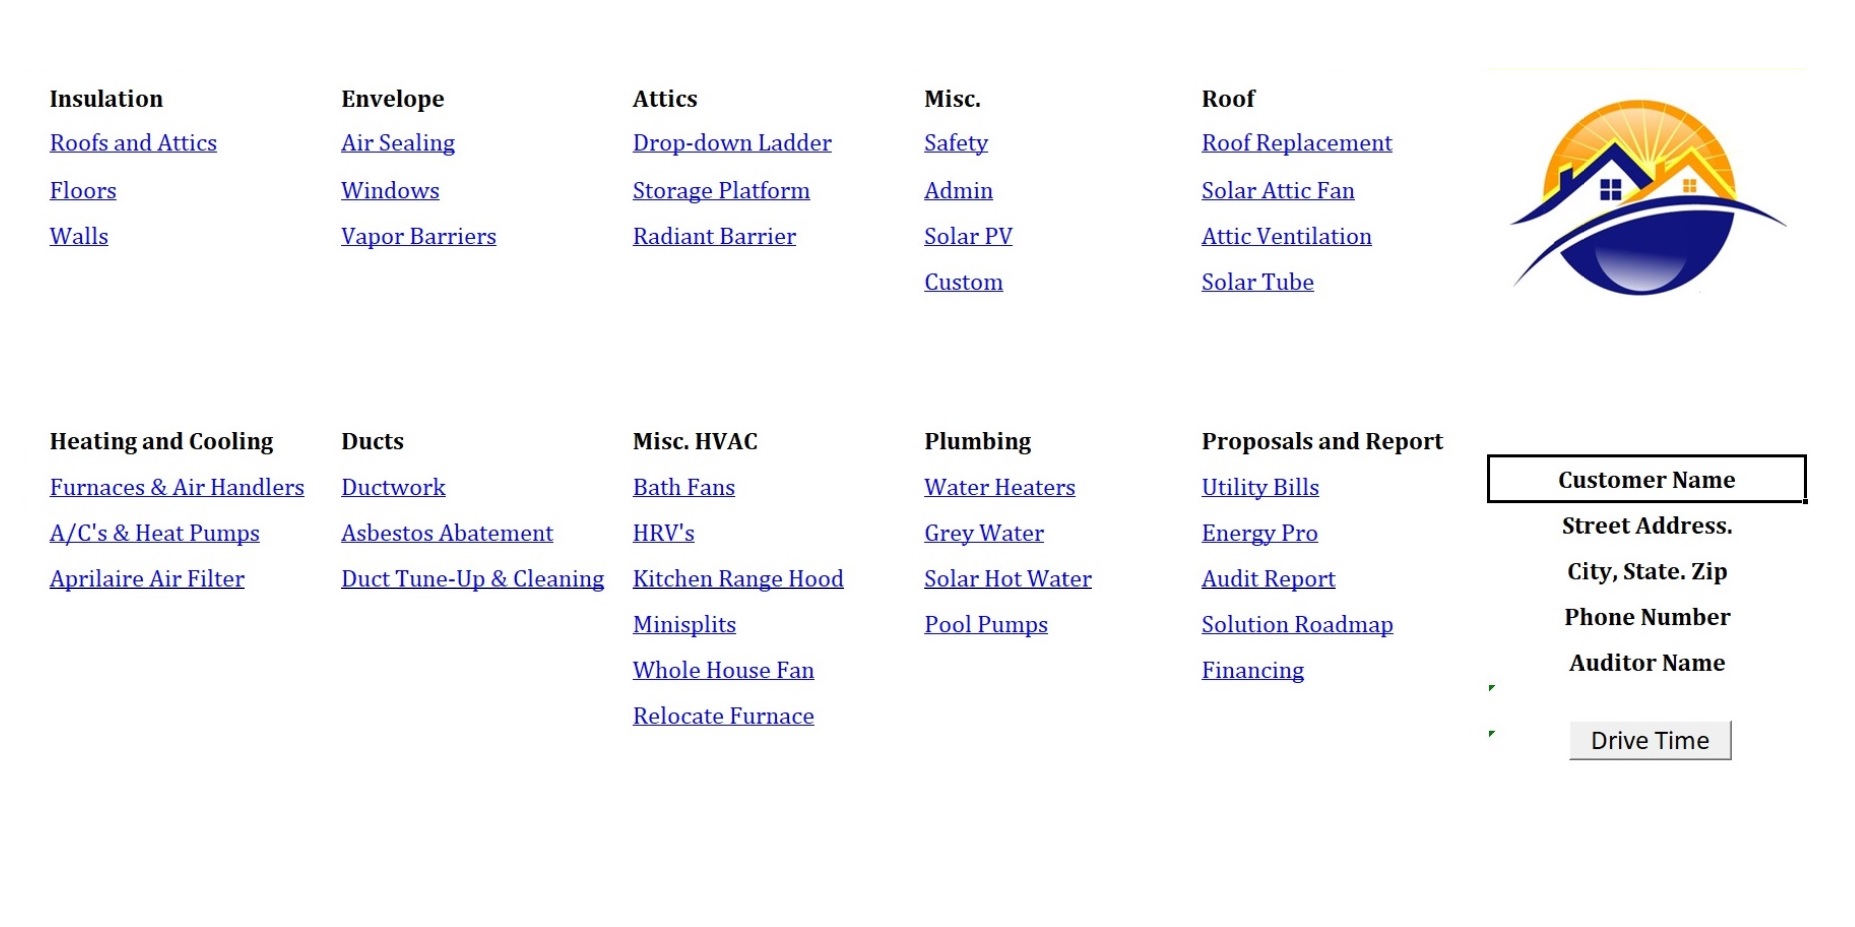 Insulation
Roofs and Attics
Floors
Walls
Envelope
Air Sealing
Windows
Vapor Barriers
Attics
Drop-down Ladder
Storage Platform
Radiant Barrier
Misc.
Safety
Admin
Solar PV
Custom
Roof
Roof Replacement
Solar Attic Fan
Attic Ventilation
Solar Tube
Heating and Cooling
Furnaces & Air Handlers
A/C's & Heat Pumps
Aprilaire Air Filter
Ducts
Ductwork
Asbestos Abatement
Duct Tune-Up & Cleaning
Misc. HVAC
Bath Fans
HRV's
Kitchen Range Hood
Minisplits
Whole House Fan
Relocate Furnace
Plumbing
Water Heaters
Grey Water
Solar Hot Water
Pool Pumps
Proposals and Report
Utility Bills
Energy Pro
Audit Report
Solution Roadmap
Financing
Customer Name
Street Address.
City, State. Zip
Phone Number
Auditor Name
Drive Time